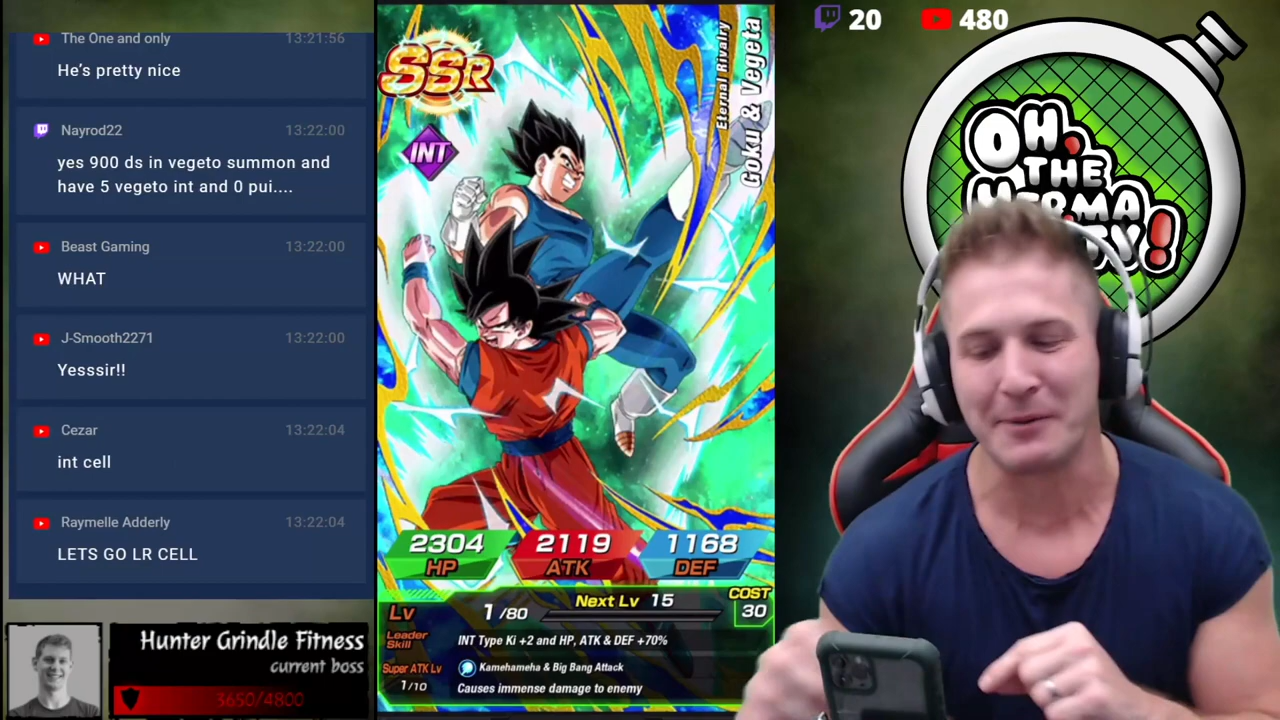 The One and only 13:21:56
He's pretty nice
Nayrod22 13:22:00
yes 900 ds in vegeto summon and
have 5 vegeto int and 0 pui....
Beast Gaming 13:22:00
WHAT
J-Smooth2271 13:22:00
Yesssir!!
Cezar 13:22:04
int cell
Raymelle Adderly 13:22:04
LETS GO LR CELL
Hunter Grindle Fitness
current boss
3650/4800
SSR
INT
Eternal Rivalry
Goku & Vegeta
2304
HP
2119
ATK
1168
DEF
Lv 1/80 Next Lv 15
COST
30
Leader
Skill
INT Type Ki +2 and HP, ATK & DEF +70%
Super ATK Lv
1/10
Kamehameha & Big Bang Attack
Causes immense damage to enemy
20 480
OH,
THE